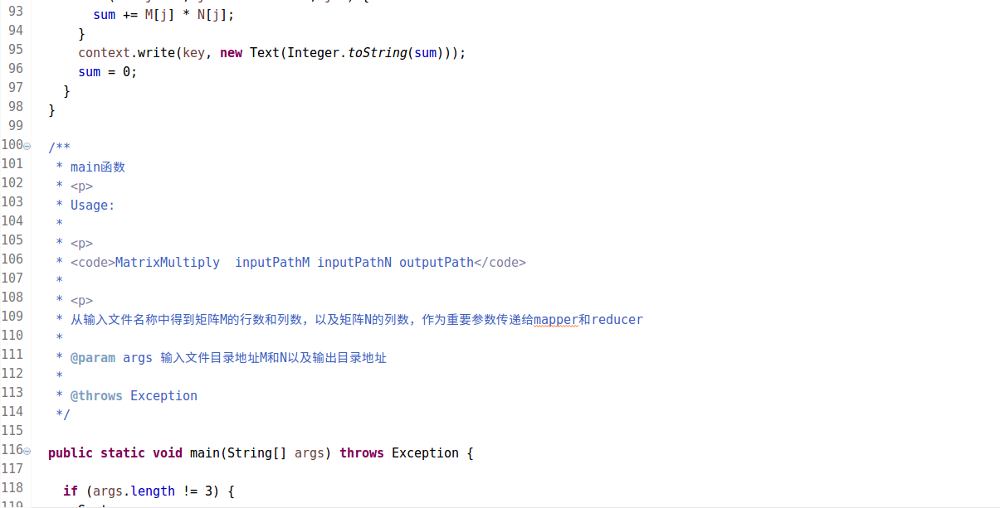 93 sum += M[j] * N[j];
94 }
95 context.write(key, new Text(Integer.toString(sum)));
96 sum = 0;
97 }
98 }
99
100 /**
101 * main函数
102 * <p>
103 * Usage:
104 *
105 * <p>
106 * <code>MatrixMultiply  inputPathM inputPathN outputPath</code>
107 *
108 * <p>
109 * 从输入文件名称中得到矩阵M的行数和列数，以及矩阵N的列数，作为重要参数传递给mapper和reducer
110 *
111 * @param args 输入文件目录地址M和N以及输出目录地址
112 *
113 * @throws Exception
114 */
115
116 public static void main(String[] args) throws Exception {
117
118 if (args.length != 3) {